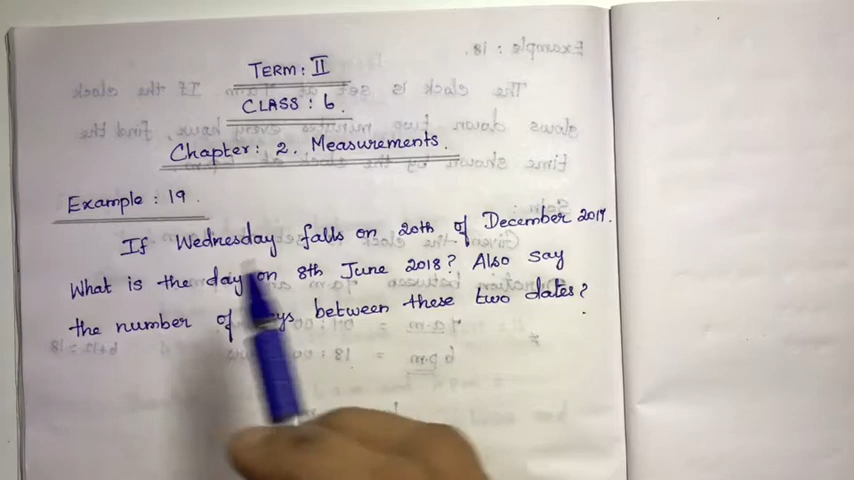 TERM: II
CLASS : 6.
Chapter: 2. Measurements.
Example : 19.
If Wednesday falls on 20th of December 2017.
What is the day on 8th June 2018? Also say
the number of between these two dates?